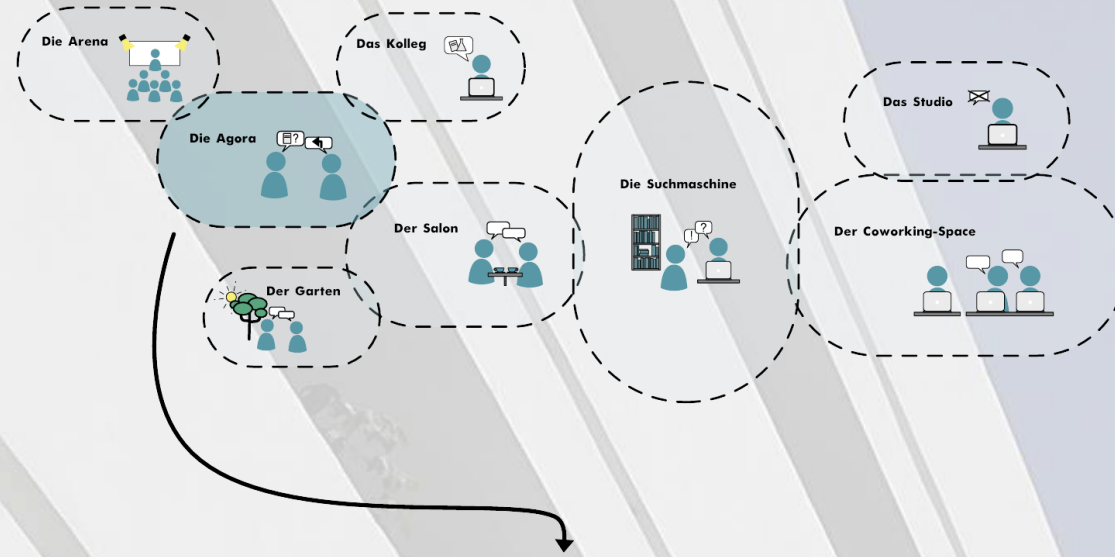 Die Arena
Das Kolleg
Die Agora
?
Das Studio
Die Suchmaschine
Der Salon
! ?
Der Coworking-Space
Der Garten